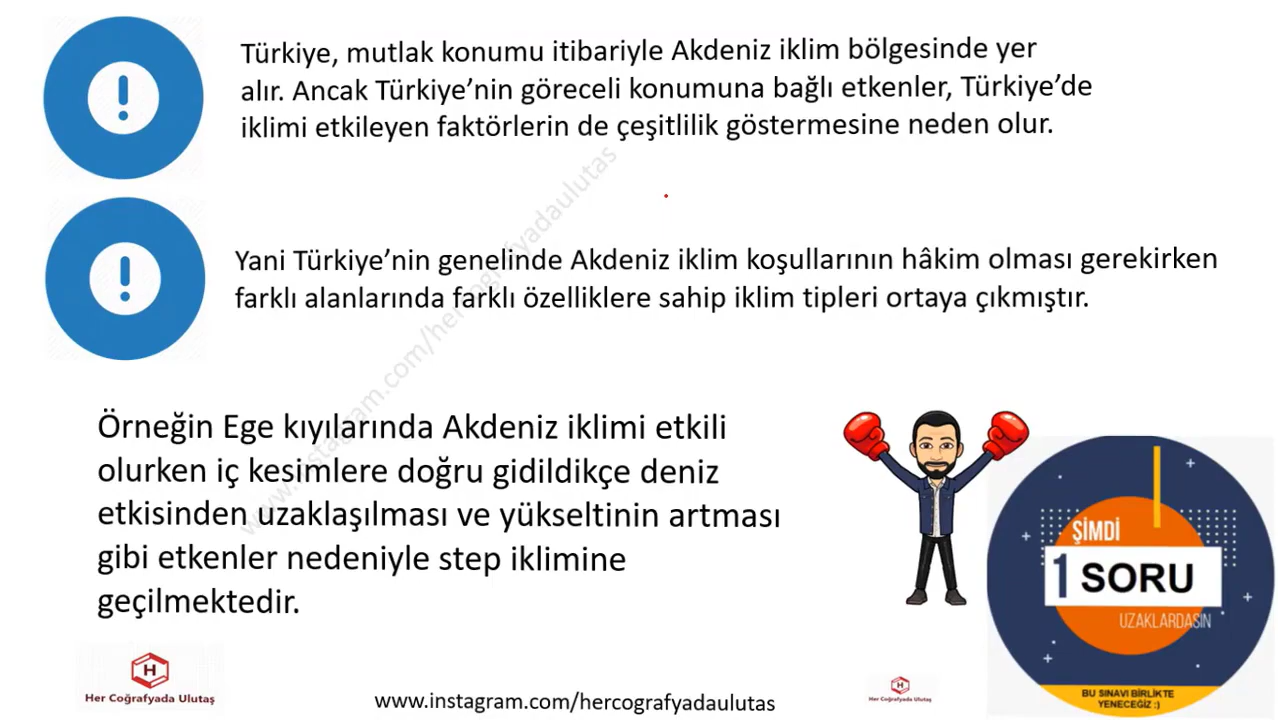 Türkiye, mutlak konumu itibariyle Akdeniz iklim bölgesinde yer
alır. Ancak Türkiye’nin göreceli konumuna bağlı etkenler, Türkiye’de
iklimi etkileyen faktörlerin de çeşitlilik göstermesine neden olur.
Yani Türkiye’nin genelinde Akdeniz iklim koşullarının hâkim olması gerekirken
farklı alanlarında farklı özelliklere sahip iklim tipleri ortaya çıkmıştır.
www.instagram.com/hercografyadaulutas
Örneğin Ege kıyılarında Akdeniz iklimi etkili
olurken iç kesimlere doğru gidildikçe deniz
etkisinden uzaklaşılması ve yükseltinin artması
gibi etkenler nedeniyle step iklimine
geçilmektedir.
ŞİMDİ
1 SORU
UZAKLARDASIN
BU SINAVI BİRLİKTE
YENECEĞİZ :)
H
Her Coğrafyada Ulutaş
www.instagram.com/hercografyadaulutas
H
Her Coğrafyada Ulutaş